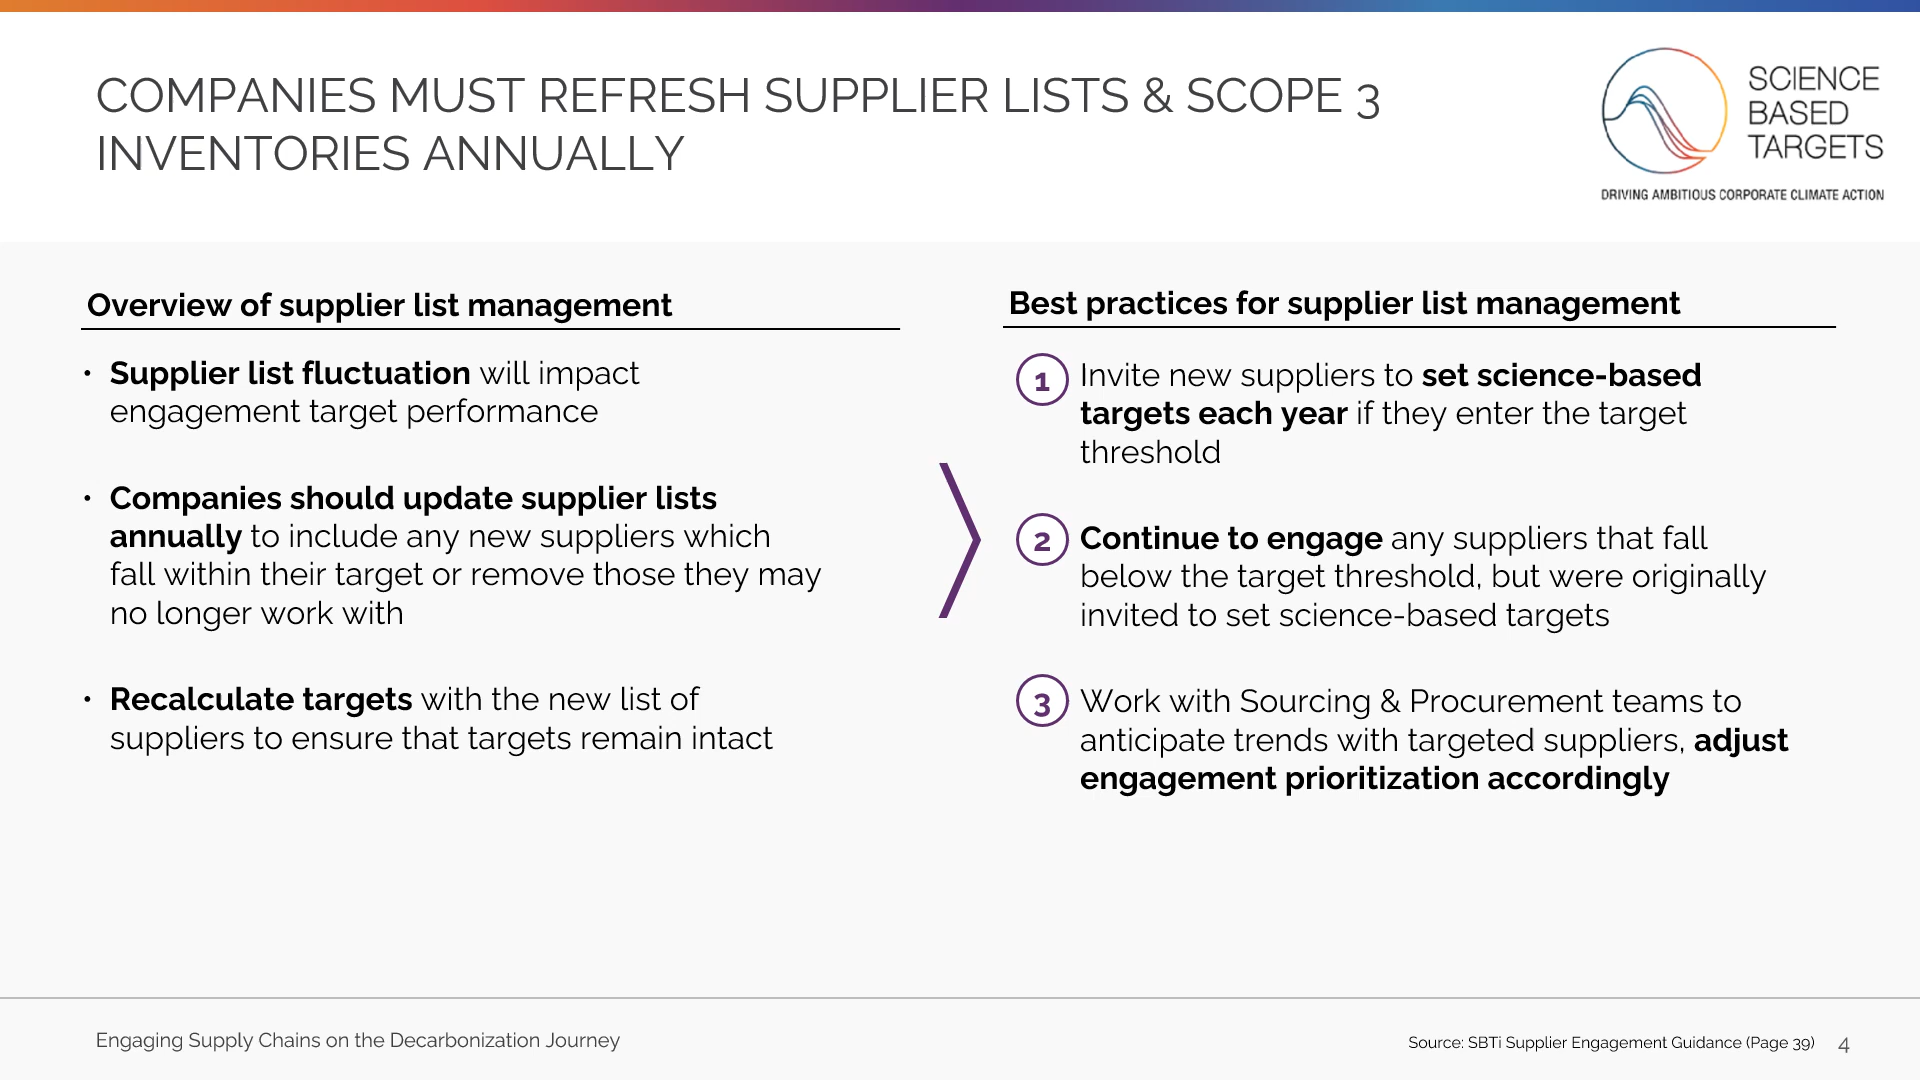 COMPANIES MUST REFRESH SUPPLIER LISTS & SCOPE 3
INVENTORIES ANNUALLY
SCIENCE
BASED
TARGETS
DRIVING AMBITIOUS CORPORATE CLIMATE ACTION
Overview of supplier list management
• Supplier list fluctuation will impact
engagement target performance
• Companies should update supplier lists
annually to include any new suppliers which
fall within their target or remove those they may
no longer work with
• Recalculate targets with the new list of
suppliers to ensure that targets remain intact
Best practices for supplier list management
1 Invite new suppliers to set science-based
targets each year if they enter the target
threshold
2 Continue to engage any suppliers that fall
below the target threshold, but were originally
invited to set science-based targets
3 Work with Sourcing & Procurement teams to
anticipate trends with targeted suppliers, adjust
engagement prioritization accordingly
Engaging Supply Chains on the Decarbonization Journey
Source: SBTi Supplier Engagement Guidance (Page 39)
4